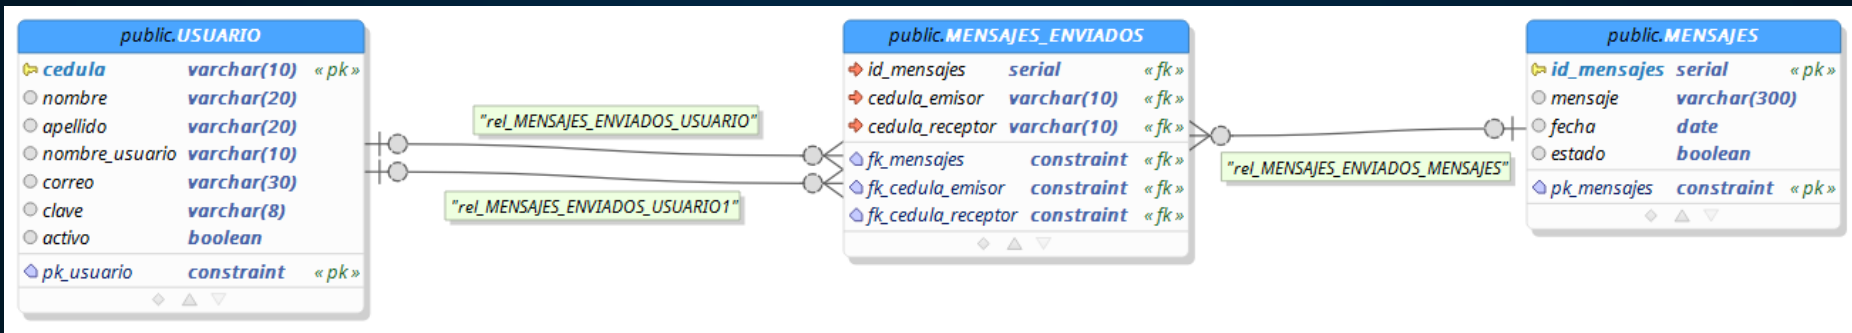 public.USUARIO
cedula varchar(10) «pk»
nombre varchar(20)
apellido varchar(20)
nombre_usuario varchar(10)
correo varchar(30)
clave varchar(8)
activo boolean
pk_usuario constraint «pk»
"rel_MENSAJES_ENVIADOS_USUARIO"
"rel_MENSAJES_ENVIADOS_USUARIO1"
public.MENSAJES_ENVIADOS
id_mensajes serial «fk»
cedula_emisor varchar(10) «fk»
cedula_receptor varchar(10) «fk»
fk_mensajes constraint «fk»
fk_cedula_emisor constraint «fk»
fk_cedula_receptor constraint «fk»
"rel_MENSAJES_ENVIADOS_MENSAJES"
public.MENSAJES
id_mensajes serial «pk»
mensaje varchar(300)
fecha date
estado boolean
pk_mensajes constraint «pk»